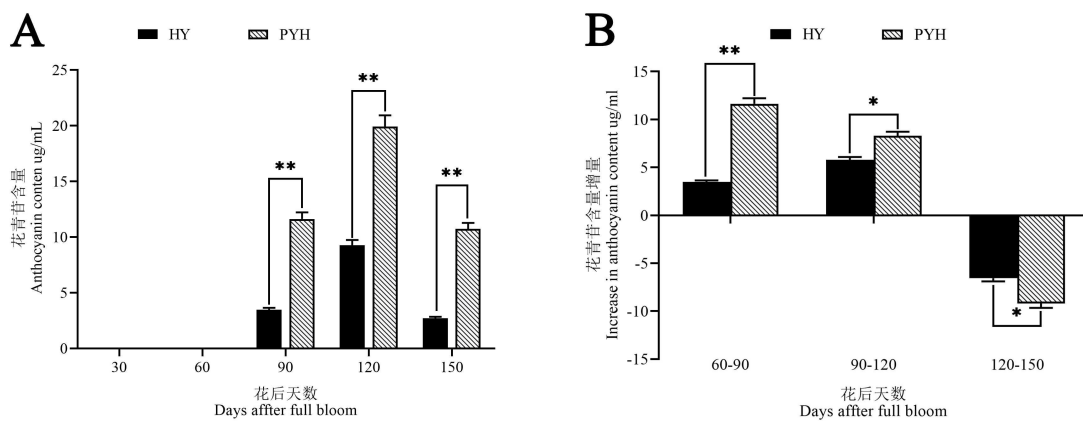 A
HY
PYH
花青苷含量
Anthocyanin conten ug/mL
25
20
15
10
5
0
**
**
**
30
60
90
120
150
花后天数
Days affter full bloom
B
HY
PYH
花青苷含量增量
Increase in anthocyanin content ug/ml
15
10
5
0
-5
-10
-15
**
*
*
60-90
90-120
120-150
花后天数
Days affter full bloom